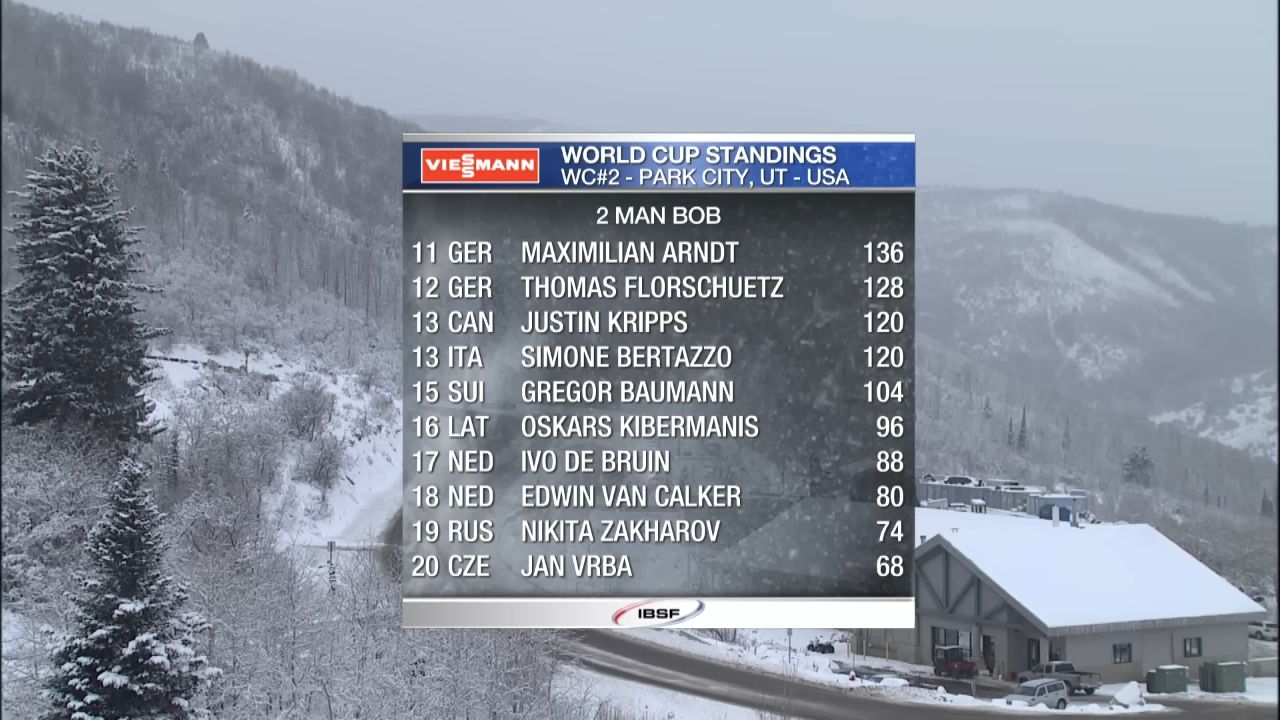 VIESSMANN
WORLD CUP STANDINGS
WC#2 - PARK CITY, UT - USA
2 MAN BOB
11 GER MAXIMILIAN ARNDT 136
12 GER THOMAS FLORSCHUETZ 128
13 CAN JUSTIN KRIPPS 120
13 ITA SIMONE BERTAZZO 120
15 SUI GREGOR BAUMANN 104
16 LAT OSKARS KIBERMANIS 96
17 NED IVO DE BRUIN 88
18 NED EDWIN VAN CALKER 80
19 RUS NIKITA ZAKHAROV 74
20 CZE JAN VRBA 68
IBSF